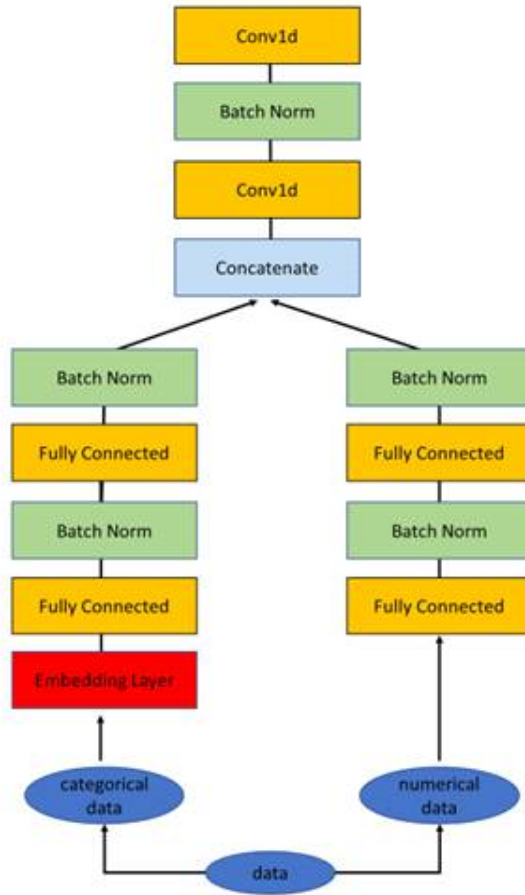 Conv1d
Batch Norm
Conv1d
Concatenate
Batch Norm
Batch Norm
Fully Connected
Fully Connected
Batch Norm
Batch Norm
Fully Connected
Fully Connected
Embedding Layer
categorical
data
numerical
data
data